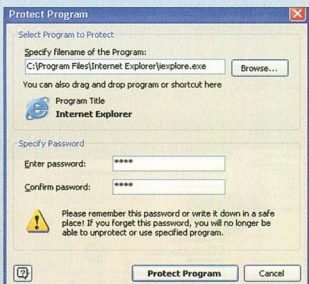 Protect Program
Select Program to Protect
Specify filename of the Program:
C:\Program Files\Internet Explorer\iexplore.exe
Browse...
You can also drag and drop program or shortcut here
Program Title
Internet Explorer
Specify Password
Enter password:
****
Confirm pasword:
****
Please remember this password or write it down in a safe
place! If you forget this password, you will no longer be
able to unprotect or use specified program.
Protect Program
Cancel